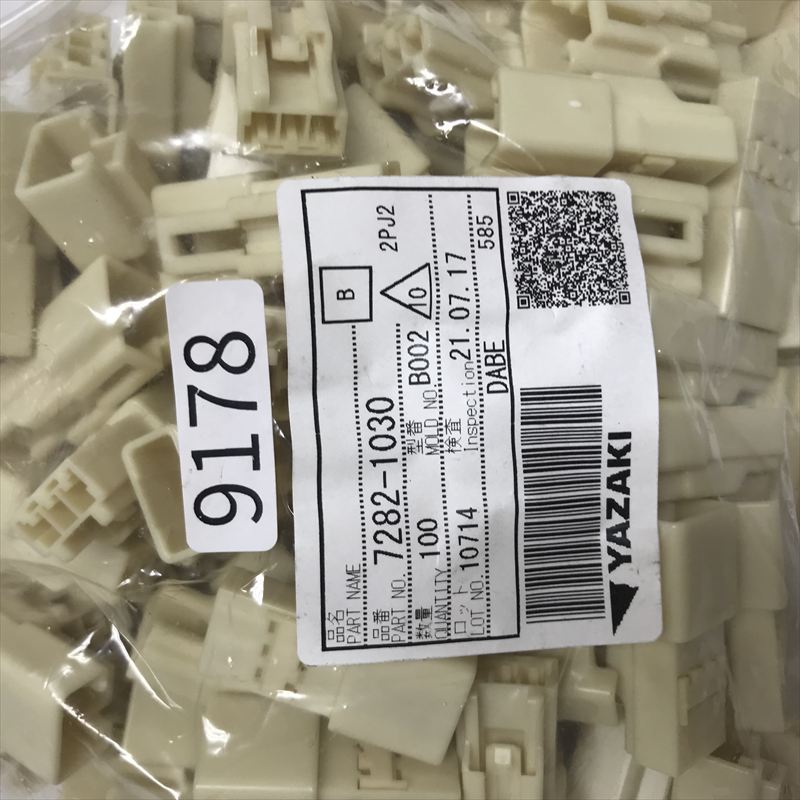 9178
品名
PART NAME
B
品番
PART NO. 7282-1030
10
2PJ2
数量
QUANTITY 100
型番
MOLD NO. B002
ロット
LOT NO. 10714
検査
Inspection 21.07.17
DABE
585
YAZAKI